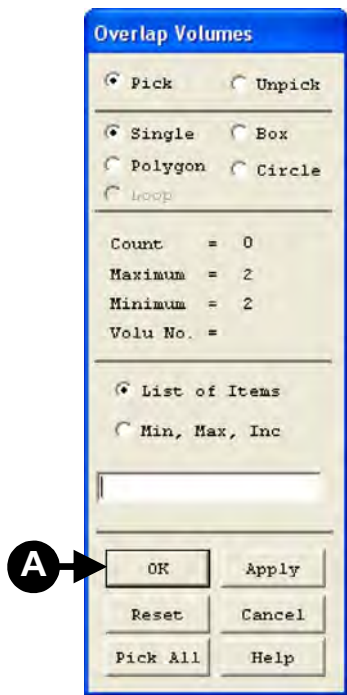 Overlap Volumes
Pick Unpick
Single Box
Polygon Circle
Loop
Count = 0
Maximum = 2
Minimum = 2
Volu No. =
List of Items
Min, Max, Inc
A OK Apply
Reset Cancel
Pick All Help